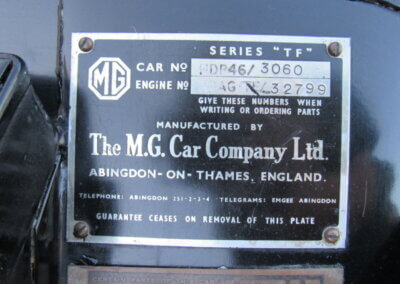 SERIES "TF"
MG
CAR NO HDP46/ 3060
ENGINE NO 32799
GIVE THESE NUMBERS WHEN
WRITING OR ORDERING PARTS
MANUFACTURED BY
The M.G. Car Company Ltd.
ABINGDON-ON-THAMES, ENGLAND.
TELEPHONE: ABINGDON 251-2-3-4 TELEGRAMS: EMGEE ABINGDON
GUARANTEE CEASES ON REMOVAL OF THIS PLATE